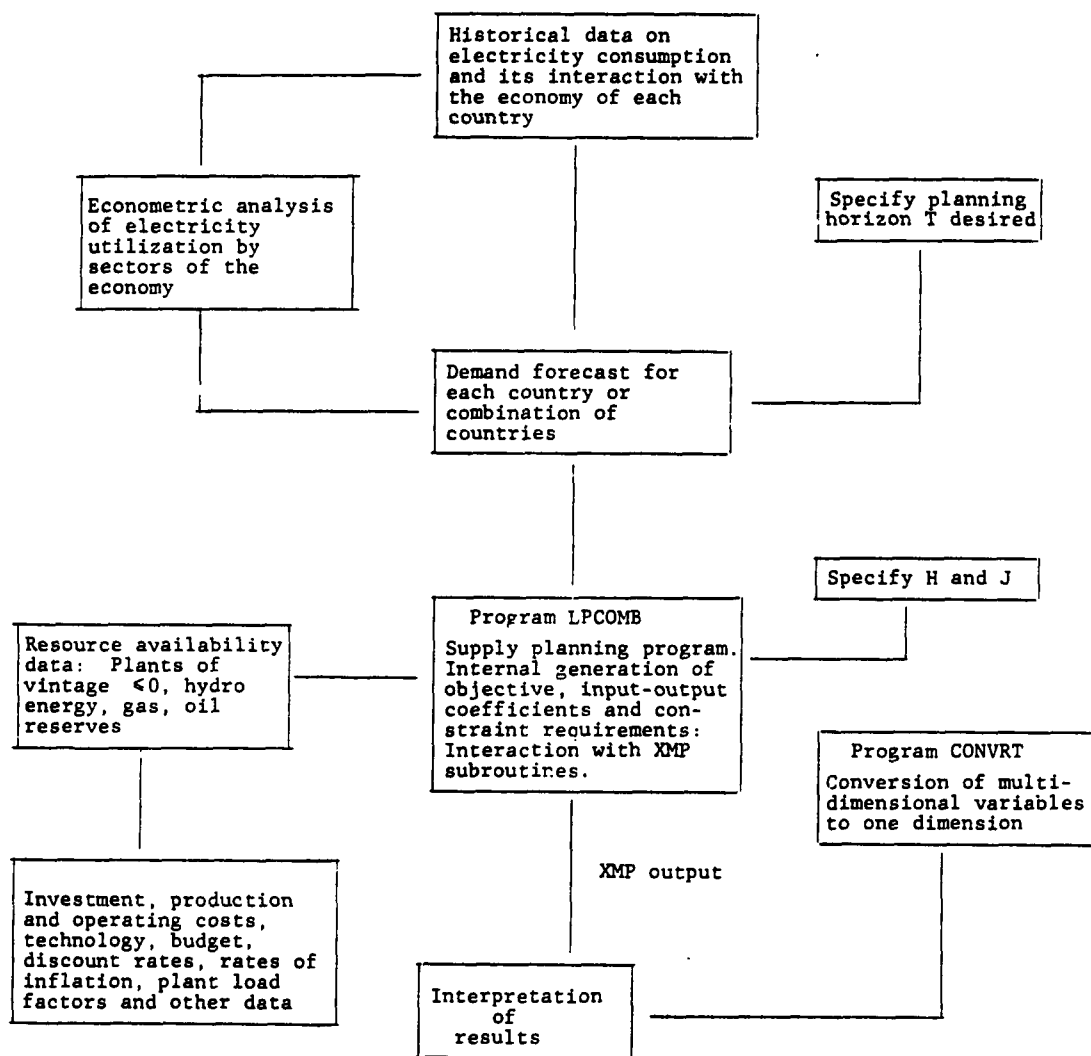 Historical data on
electricity consumption
and its interaction with
the economy of each
country
Econometric analysis
of electricity
utilization by
sectors of the
economy
Specify planning
horizon T desired
Demand forecast for
each country or
combination of
countries
Specify H and J
Program LPCOMB
Supply planning program.
Internal generation of
objective, input-output
coefficients and con-
straint requirements:
Interaction with XMP
subroutines.
Resource availability
data: Plants of
vintage ≤0, hydro
energy, gas, oil
reserves
Program CONVRT
Conversion of multi-
dimensional variables
to one dimension
XMP output
Investment, production
and operating costs,
technology, budget,
discount rates, rates of
inflation, plant load
factors and other data
Interpretation
of
results